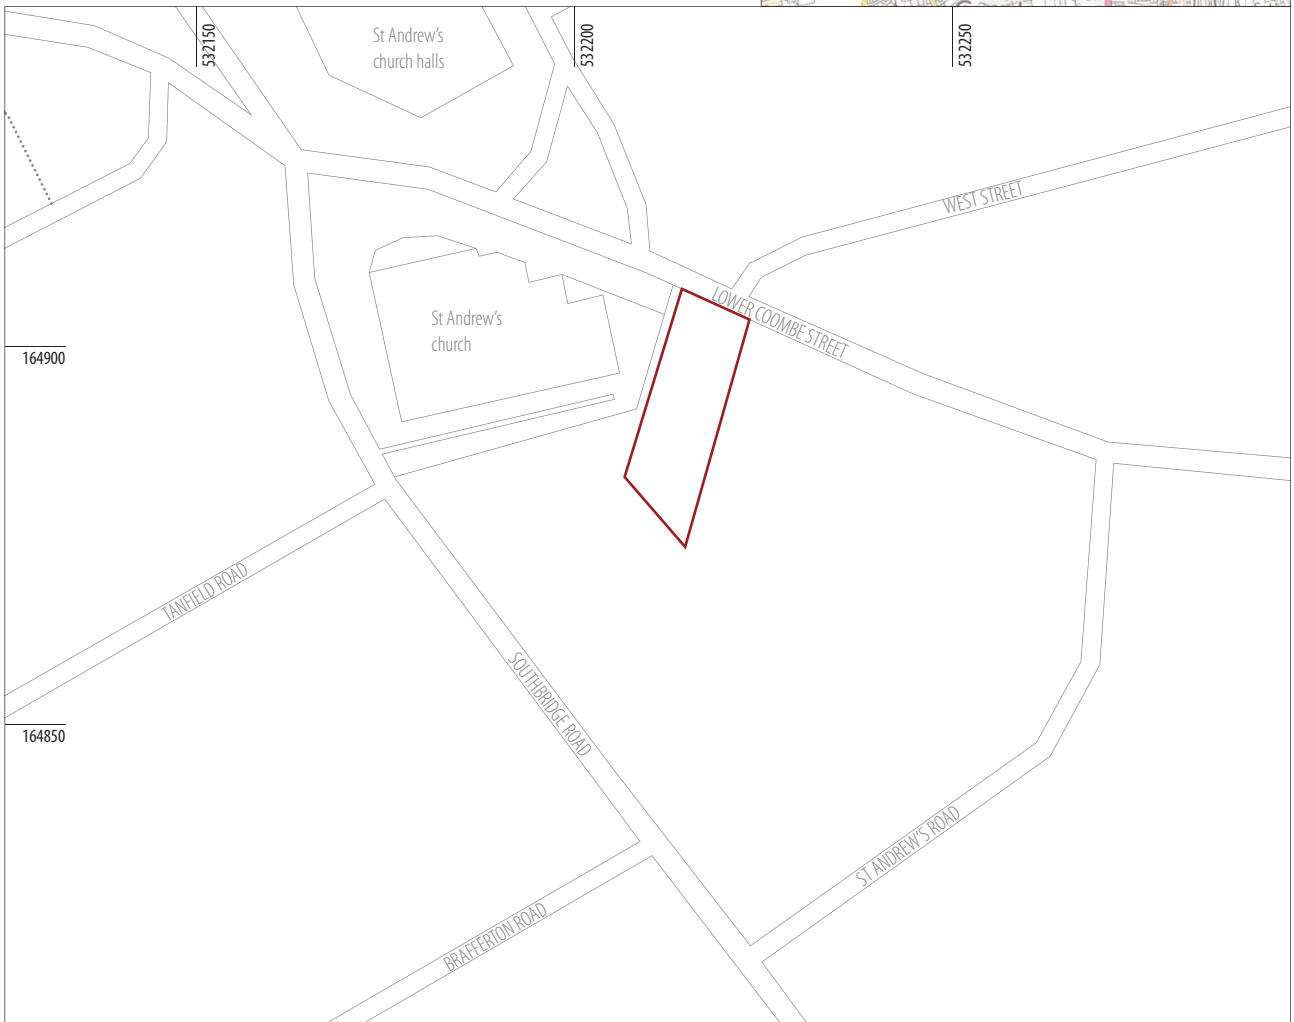 532150
532200
532250
St Andrew's
church halls
WEST STREET
LOWER COOMBE STREET
St Andrew's
church
164900
TANFIELD ROAD
SOUTHBRIDGE ROAD
164850
ST ANDREW'S ROAD
BRAFFERTON ROAD